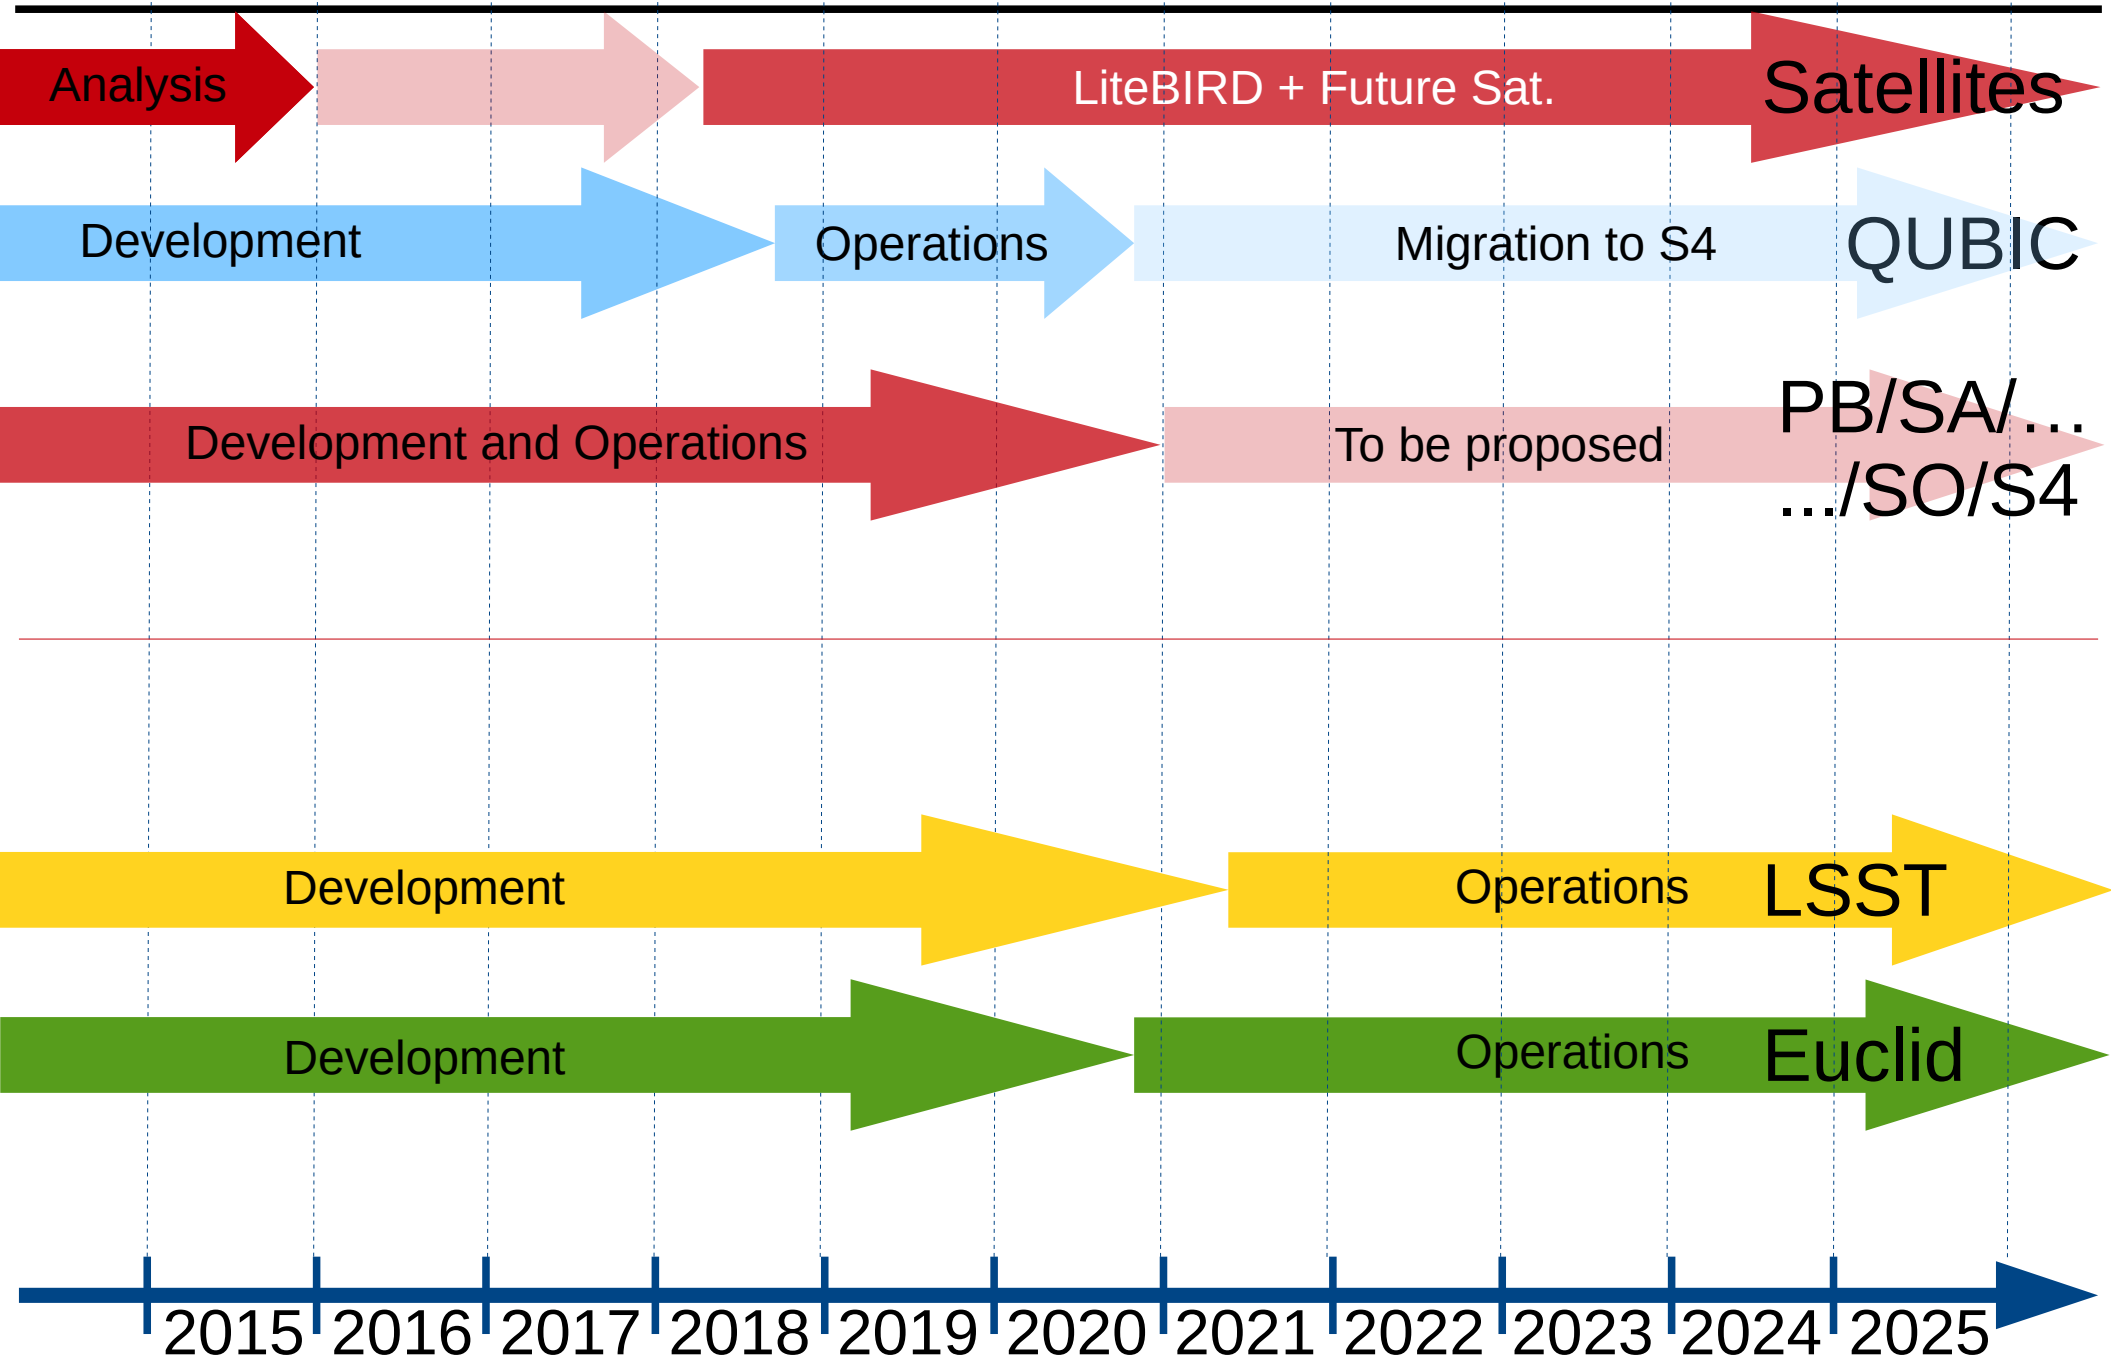 Analysis
LiteBIRD + Future Sat.
Satellites
Development
Operations
Migration to S4
QUBIC
Development and Operations
To be proposed
PB/SA/…
.../SO/S4
Development
Operations
LSST
Development
Operations
Euclid
2015 2016 2017 2018 2019 2020 2021 2022 2023 2024 2025